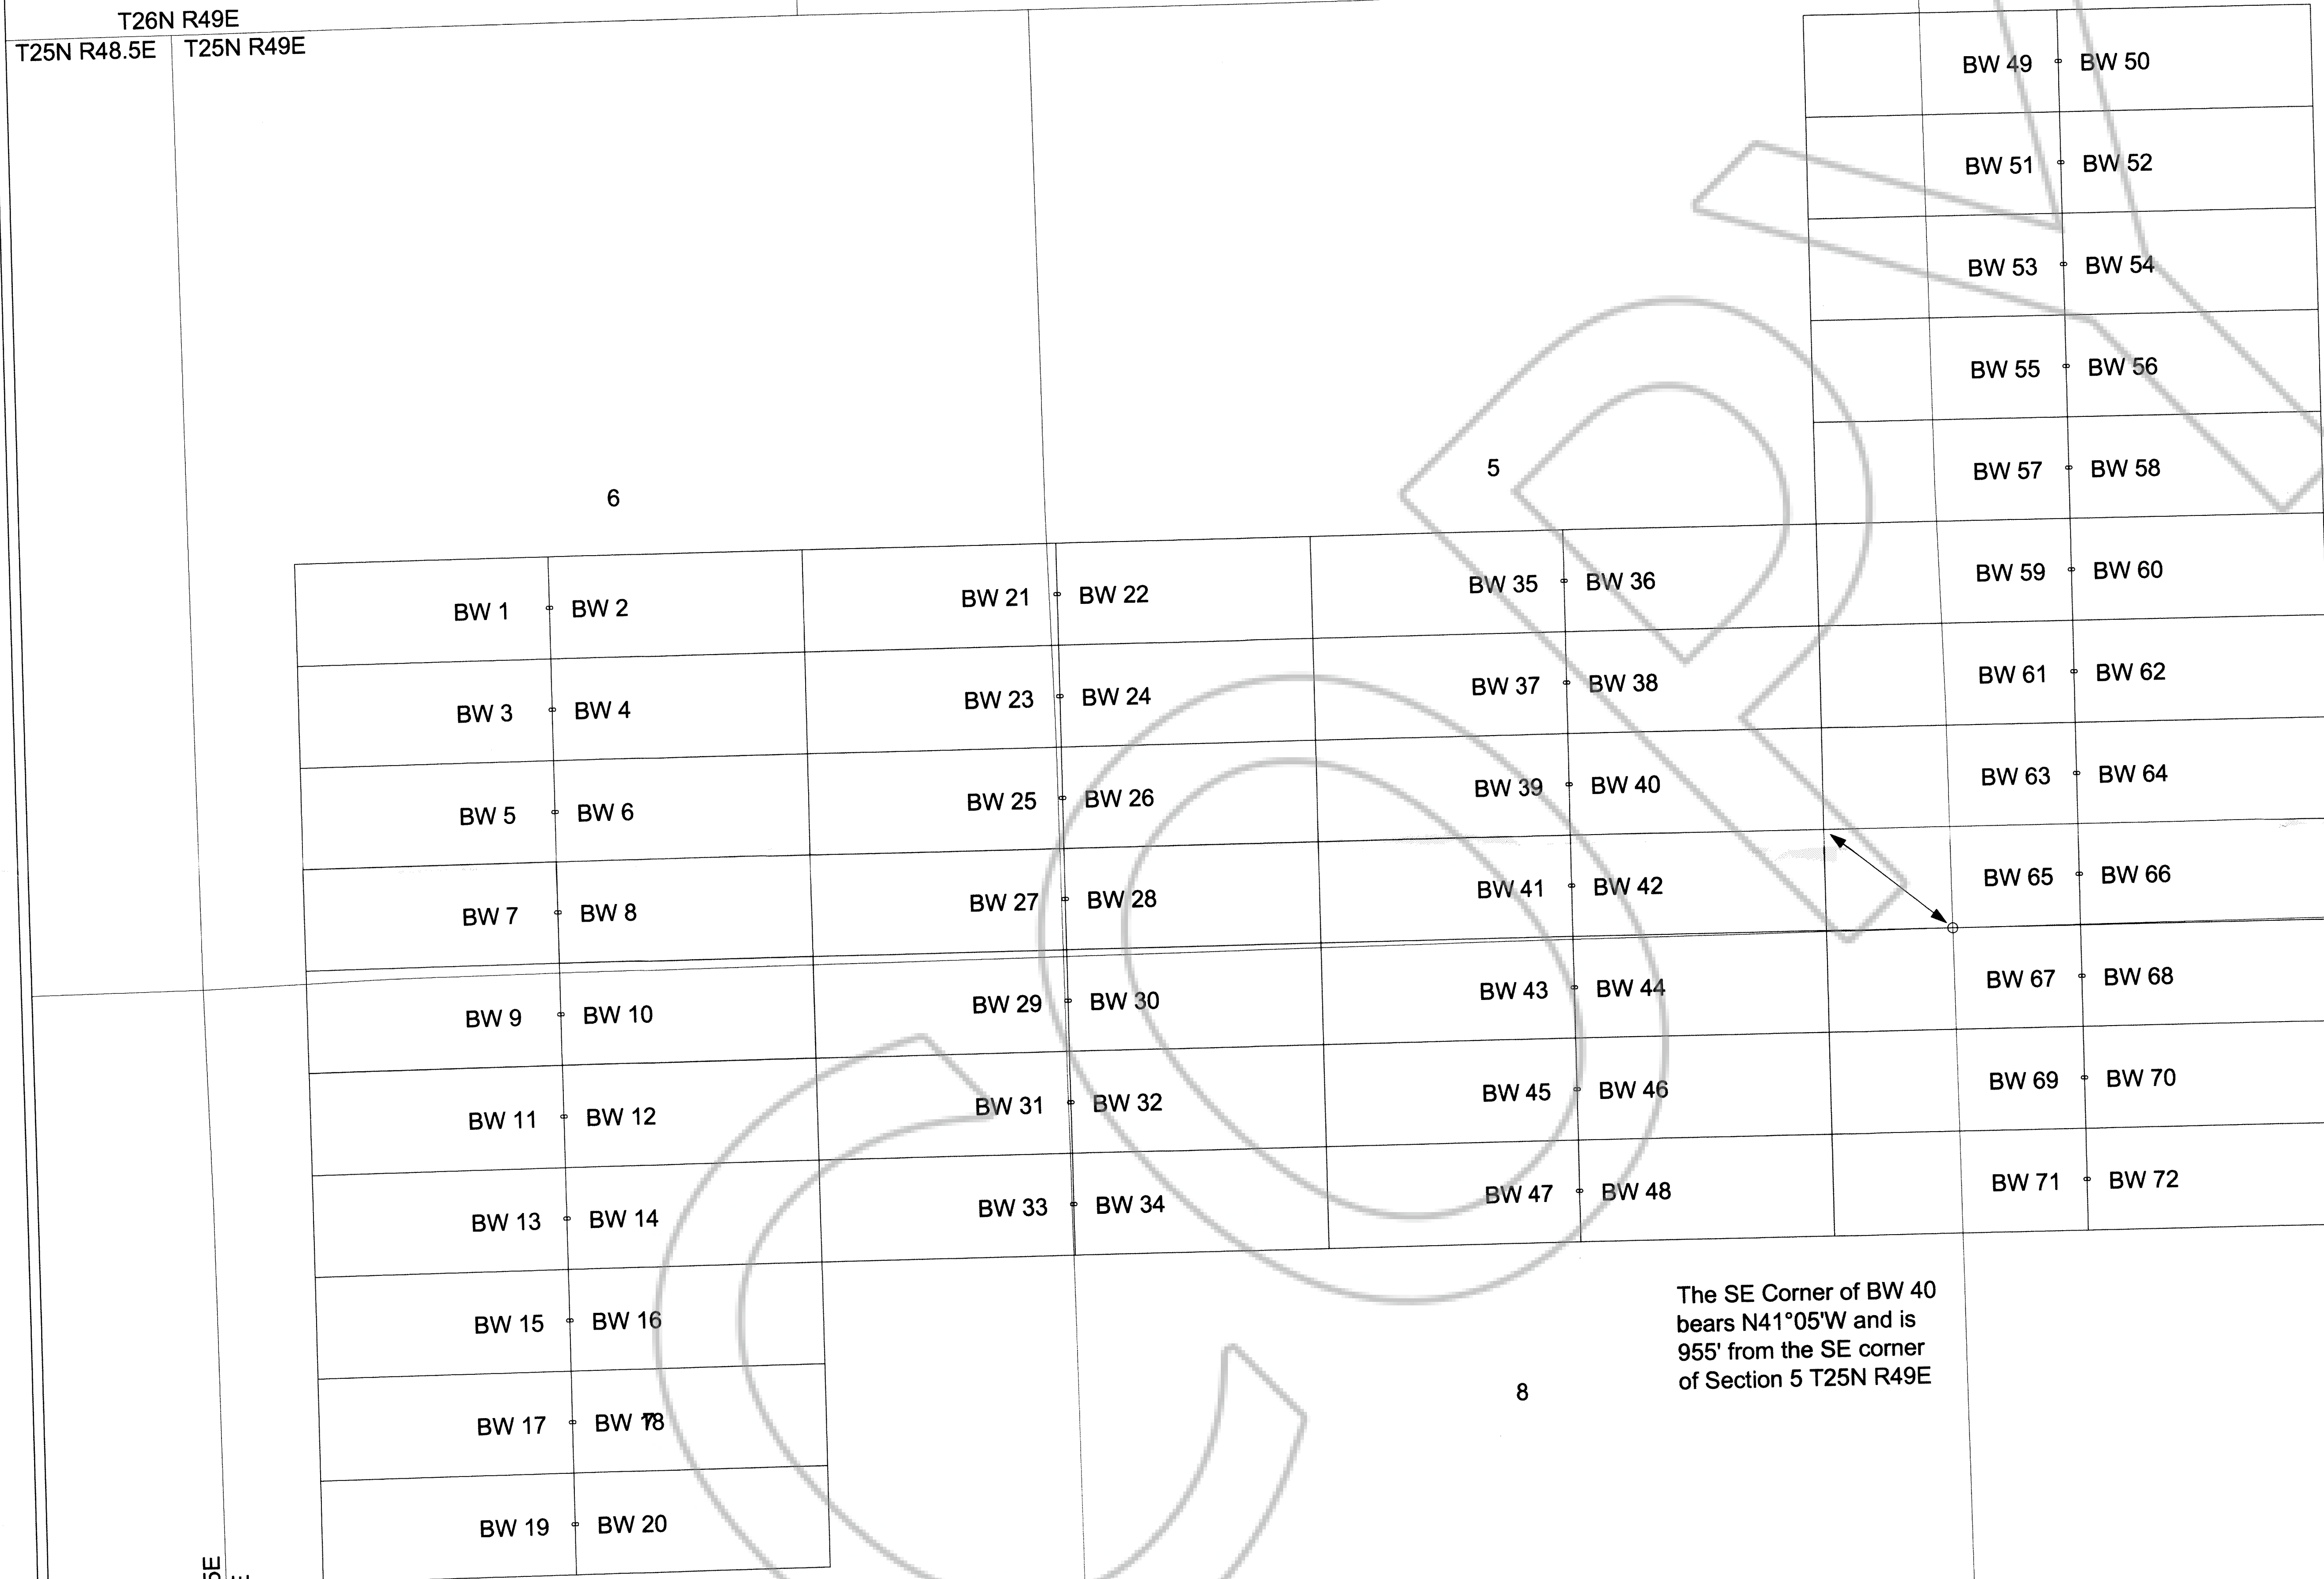 T26N R49E
T25N R48.5E T25N R49E
BW 49 BW 50
BW 51 BW 52
BW 53 BW 54
BW 55 BW 56
5
BW 57 BW 58
6
BW 59 BW 60
BW 1 BW 2 BW 21 BW 22 BW 35 BW 36
BW 61 BW 62
BW 3 BW 4 BW 23 BW 24 BW 37 BW 38
BW 63 BW 64
BW 5 BW 6 BW 25 BW 26 BW 39 BW 40
BW 65 BW 66
BW 7 BW 8 BW 27 BW 28 BW 41 BW 42
BW 67 BW 68
BW 9 BW 10 BW 29 BW 30 BW 43 BW 44
BW 69 BW 70
BW 11 BW 12 BW 31 BW 32 BW 45 BW 46
BW 71 BW 72
BW 13 BW 14 BW 33 BW 34 BW 47 BW 48
The SE Corner of BW 40
bears N41°05'W and is
955' from the SE corner
of Section 5 T25N R49E
BW 15 BW 16
8
BW 17 BW 18
7
BW 19 BW 20
5E
E
COPY